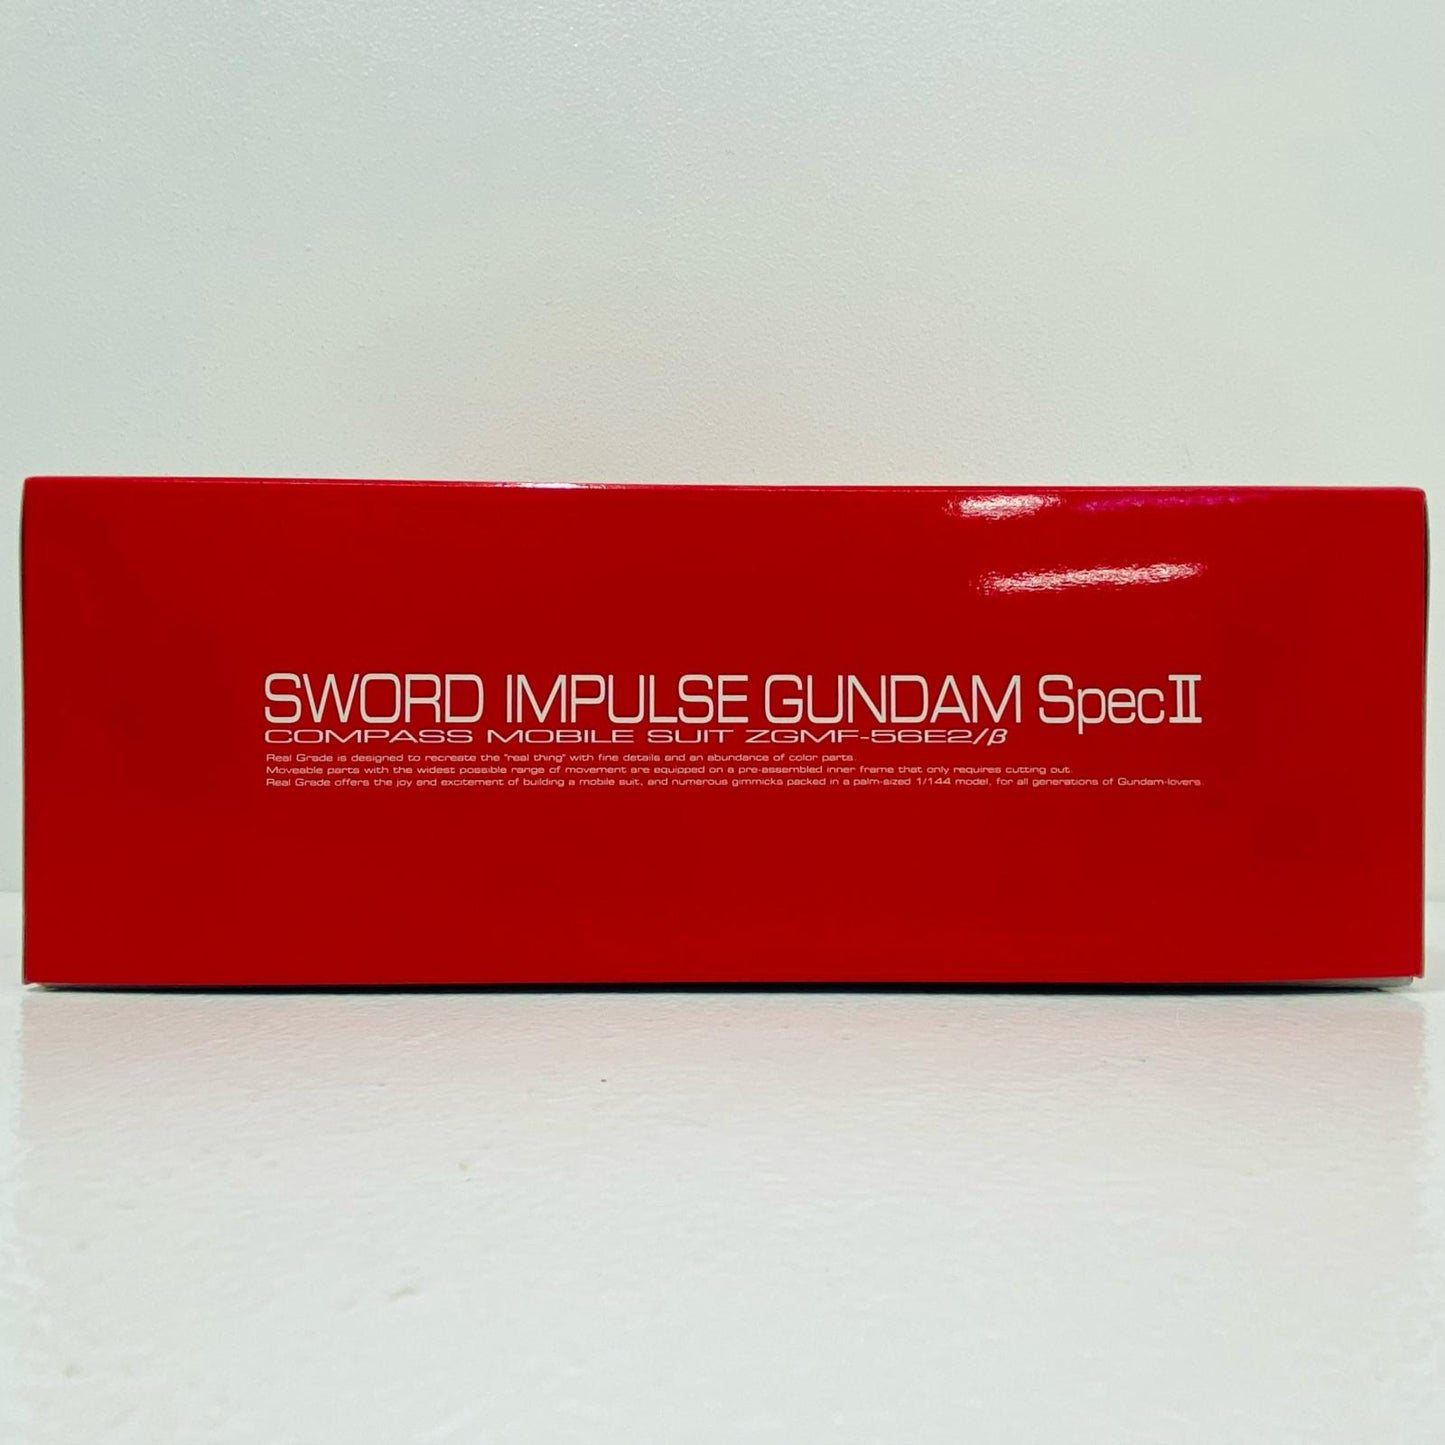 SWORD IMPULSE GUNDAM SpecⅡ
COMPASS MOBILE SUIT ZGMF-56E2/β
Real Grade is designed to recreate the "real thing" with fine details and an abundance of color parts.
Moveable parts with the widest possible range of movement are equipped on a pre-assembled inner frame that only requires cutting out.
Real Grade offers the joy and excitement of building a mobile suit, and numerous gimmicks packed in a palm-sized 1/144 model, for all generations of Gundam-lovers.